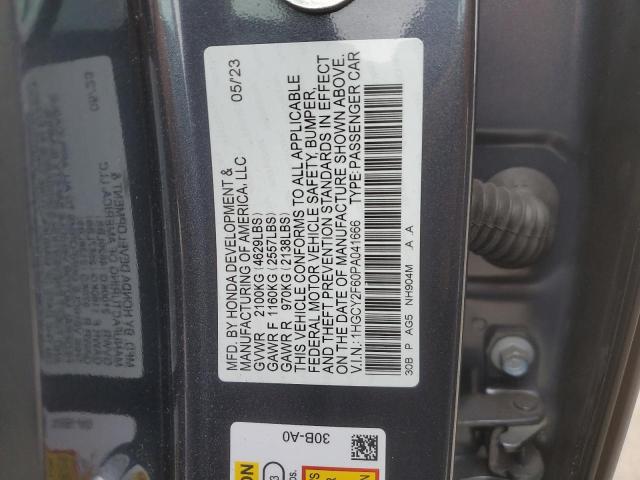 MFD. BY HONDA DEVELOPMENT & 05/'23
MANUFACTURING OF AMERICA, LLC
GVWR 2100KG (4629LBS)
GAWR F 1160KG (2557LBS)
GAWR R 970KG (2138LBS)
THIS VEHICLE CONFORMS TO ALL APPLICABLE
FEDERAL MOTOR VEHICLE SAFETY, BUMPER,
AND THEFT PREVENTION STANDARDS IN EFFECT
ON THE DATE OF MANUFACTURE SHOWN ABOVE.
V.I.N.: 1HGCY2F60PA041666 TYPE: PASSENGER CAR
30B P AG5 NH904M A A
30B-A0